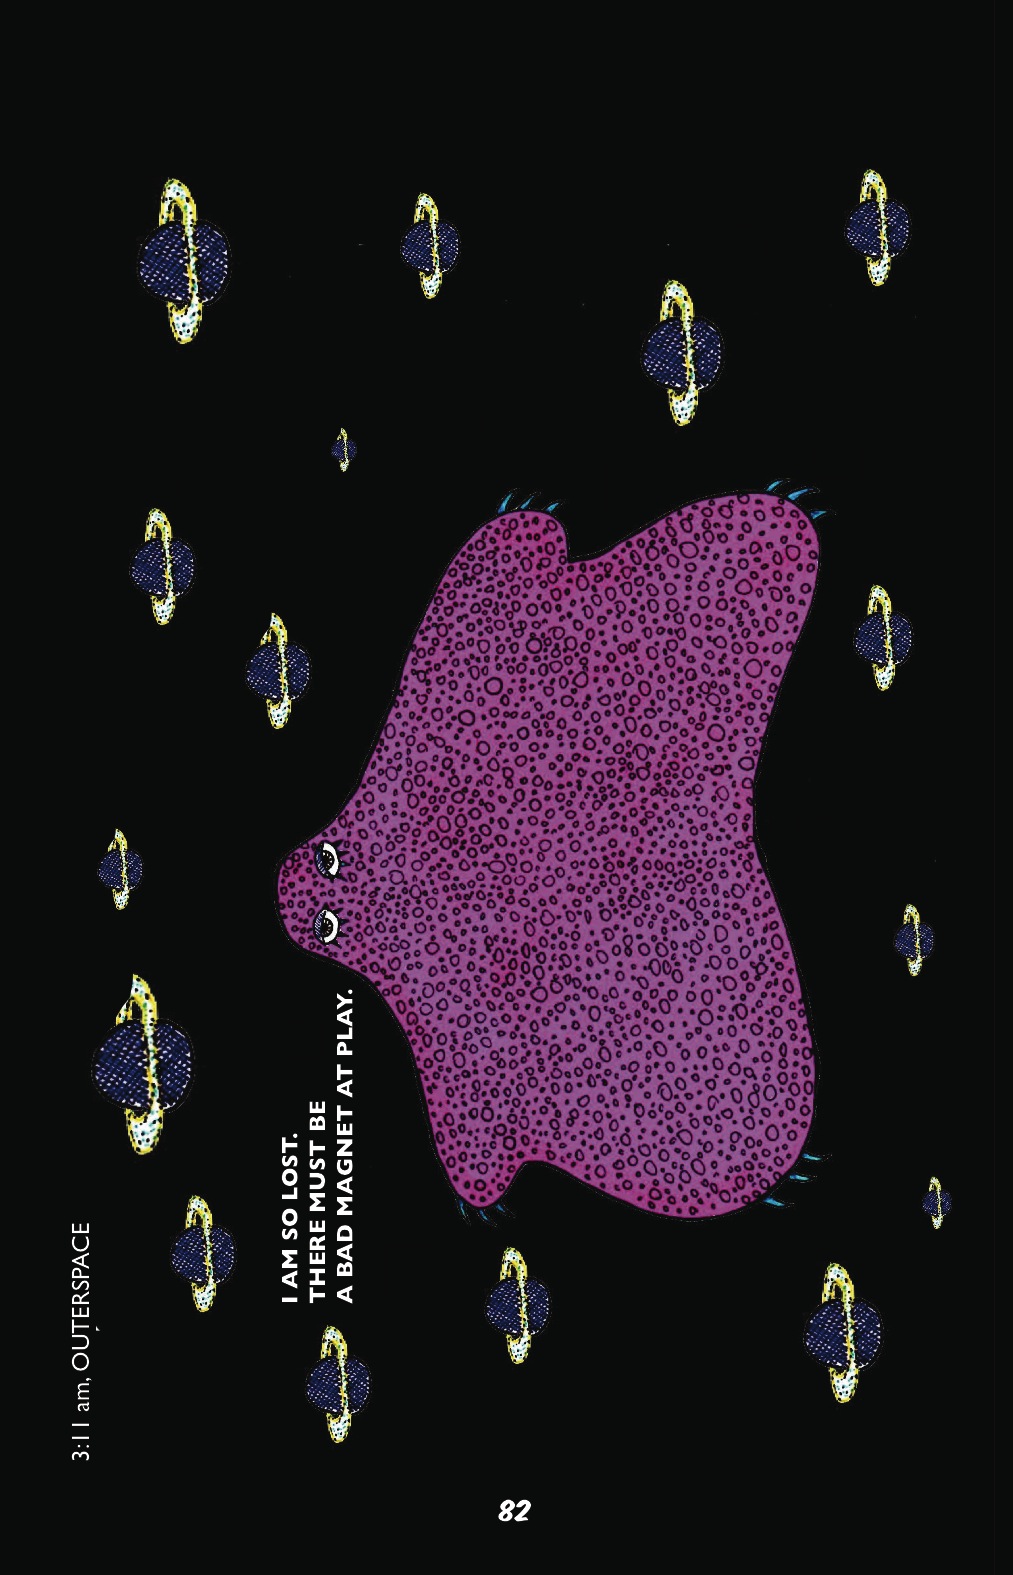 3:11 am, OUTERSPACE
I AM SO LOST.
THERE MUST BE
A BAD MAGNET AT PLAY.
82